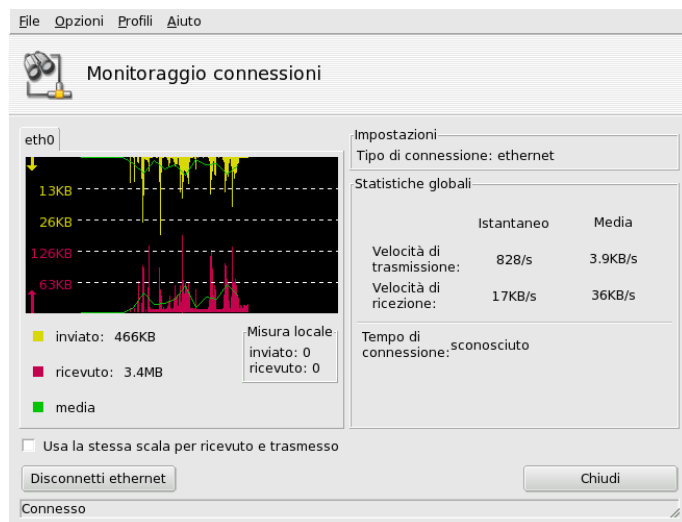 File Opzioni Profili Aiuto
Monitoraggio connessioni
eth0
13KB
26KB
126KB
63KB
inviato: 466KB
ricevuto: 3.4MB
media
Misura locale
inviato: 0
ricevuto: 0
Impostazioni
Tipo di connessione: ethernet
Statistiche globali
Istantaneo Media
Velocità di
trasmissione: 828/s 3.9KB/s
Velocità di
ricezione: 17KB/s 36KB/s
Tempo di
connessione: sconosciuto
Usa la stessa scala per ricevuto e trasmesso
Disconnetti ethernet Chiudi
Connesso